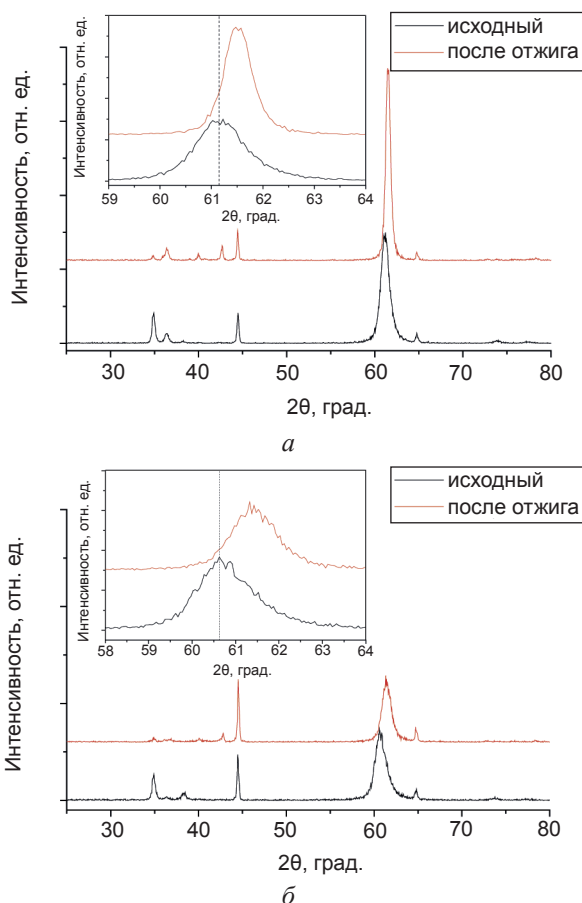 исходный
после отжига
Интенсивность, отн. ед.
Интенсивность, отн. ед.
59 60 61 62 63 64
2θ, град.
30 40 50 60 70 80
2θ, град.
а
исходный
после отжига
Интенсивность, отн. ед.
Интенсивность, отн. ед.
58 59 60 61 62 63 64
2θ, град.
30 40 50 60 70 80
2θ, град.
б